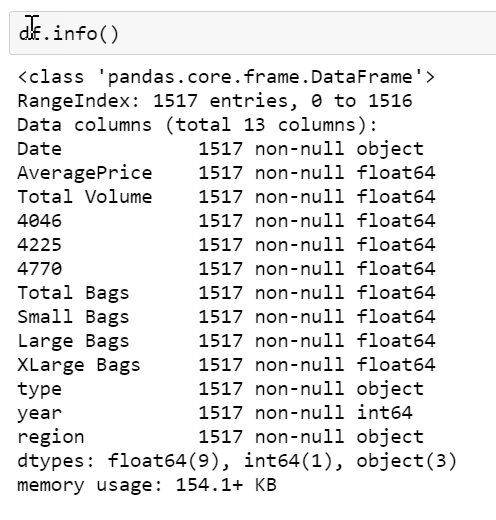 df.info()
<class 'pandas.core.frame.DataFrame'>
RangeIndex: 1517 entries, 0 to 1516
Data columns (total 13 columns):
Date 1517 non-null object
AveragePrice 1517 non-null float64
Total Volume 1517 non-null float64
4046 1517 non-null float64
4225 1517 non-null float64
4770 1517 non-null float64
Total Bags 1517 non-null float64
Small Bags 1517 non-null float64
Large Bags 1517 non-null float64
XLarge Bags 1517 non-null float64
type 1517 non-null object
year 1517 non-null int64
region 1517 non-null object
dtypes: float64(9), int64(1), object(3)
memory usage: 154.1+ KB